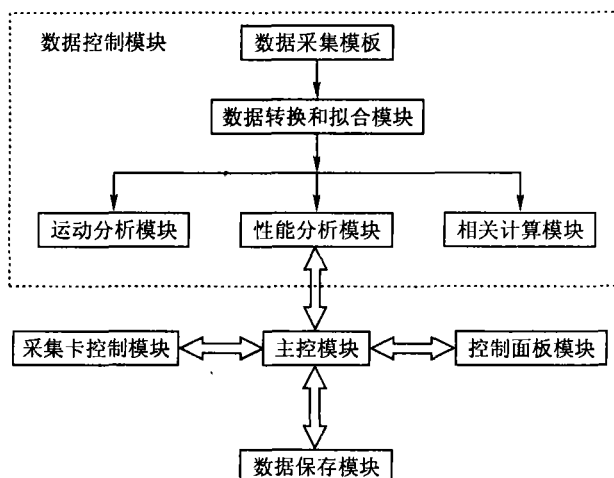 数据控制模块
数据采集模板
数据转换和拟合模块
运动分析模块
性能分析模块
相关计算模块
采集卡控制模块
主控模块
控制面板模块
数据保存模块